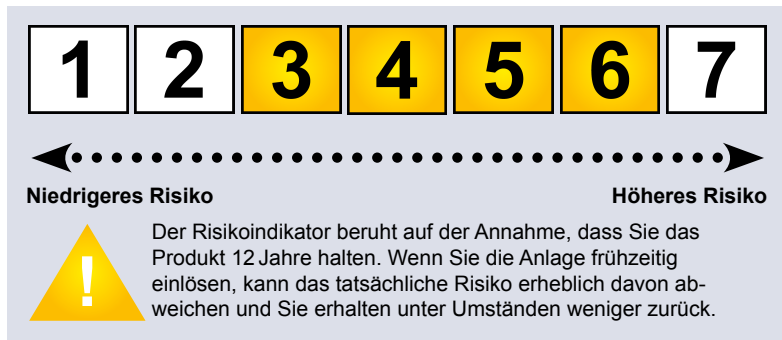 1 2 3 4 5 6 7
Niedrigeres Risiko Höheres Risiko
! Der Risikoindikator beruht auf der Annahme, dass Sie das
Produkt 12 Jahre halten. Wenn Sie die Anlage frühzeitig
einlösen, kann das tatsächliche Risiko erheblich davon ab-
weichen und Sie erhalten unter Umständen weniger zurück.